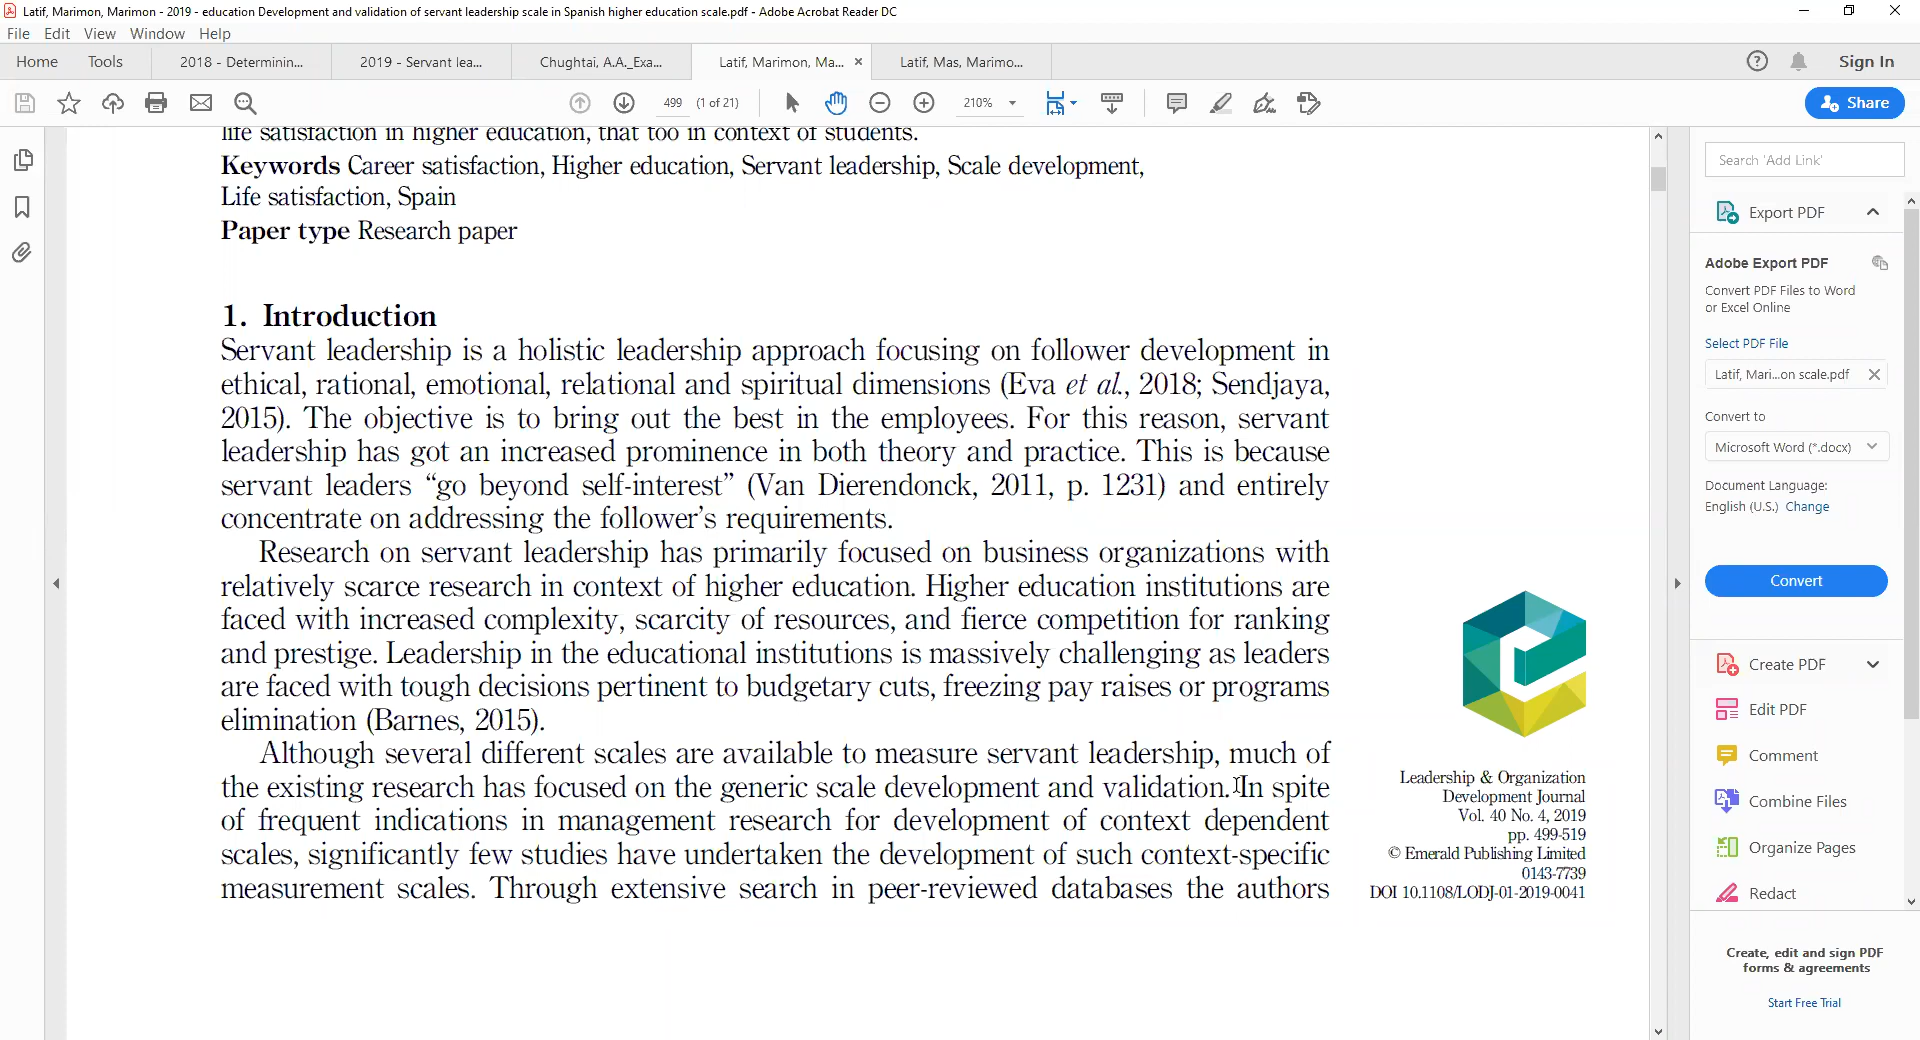 Latif, Marimon, Marimon - 2019 - education Development and validation of servant leadership scale in Spanish higher education scale.pdf - Adobe Acrobat Reader DC
File Edit View Window Help
Home Tools 2018 - Determinin... 2019 - Servant lea... Chughtai, A.A._Exa... Latif, Marimon, Ma... × Latif, Mas, Marimo... Sign In
499 (1 of 21) 210% Share
life satisfaction in higher education, that too in context of students.
Keywords Career satisfaction, Higher education, Servant leadership, Scale development,
Life satisfaction, Spain
Paper type Research paper
1. Introduction
Servant leadership is a holistic leadership approach focusing on follower development in
ethical, rational, emotional, relational and spiritual dimensions (Eva et al., 2018; Sendjaya,
2015). The objective is to bring out the best in the employees. For this reason, servant
leadership has got an increased prominence in both theory and practice. This is because
servant leaders “go beyond self-interest” (Van Dierendonck, 2011, p. 1231) and entirely
concentrate on addressing the follower’s requirements.
Research on servant leadership has primarily focused on business organizations with
relatively scarce research in context of higher education. Higher education institutions are
faced with increased complexity, scarcity of resources, and fierce competition for ranking
and prestige. Leadership in the educational institutions is massively challenging as leaders
are faced with tough decisions pertinent to budgetary cuts, freezing pay raises or programs
elimination (Barnes, 2015).
Although several different scales are available to measure servant leadership, much of
the existing research has focused on the generic scale development and validation. In spite
of frequent indications in management research for development of context dependent
scales, significantly few studies have undertaken the development of such context-specific
measurement scales. Through extensive search in peer-reviewed databases the authors
Leadership & Organization
Development Journal
Vol. 40 No. 4, 2019
pp. 499-519
© Emerald Publishing Limited
0143-7739
DOI 10.1108/LODJ-01-2019-0041
Search 'Add Link'
Export PDF
Adobe Export PDF
Convert PDF Files to Word
or Excel Online
Select PDF File
Latif, Mari...on scale.pdf
Convert to
Microsoft Word (*.docx)
Document Language:
English (U.S.) Change
Convert
Create PDF
Edit PDF
Comment
Combine Files
Organize Pages
Redact
Create, edit and sign PDF
forms & agreements
Start Free Trial